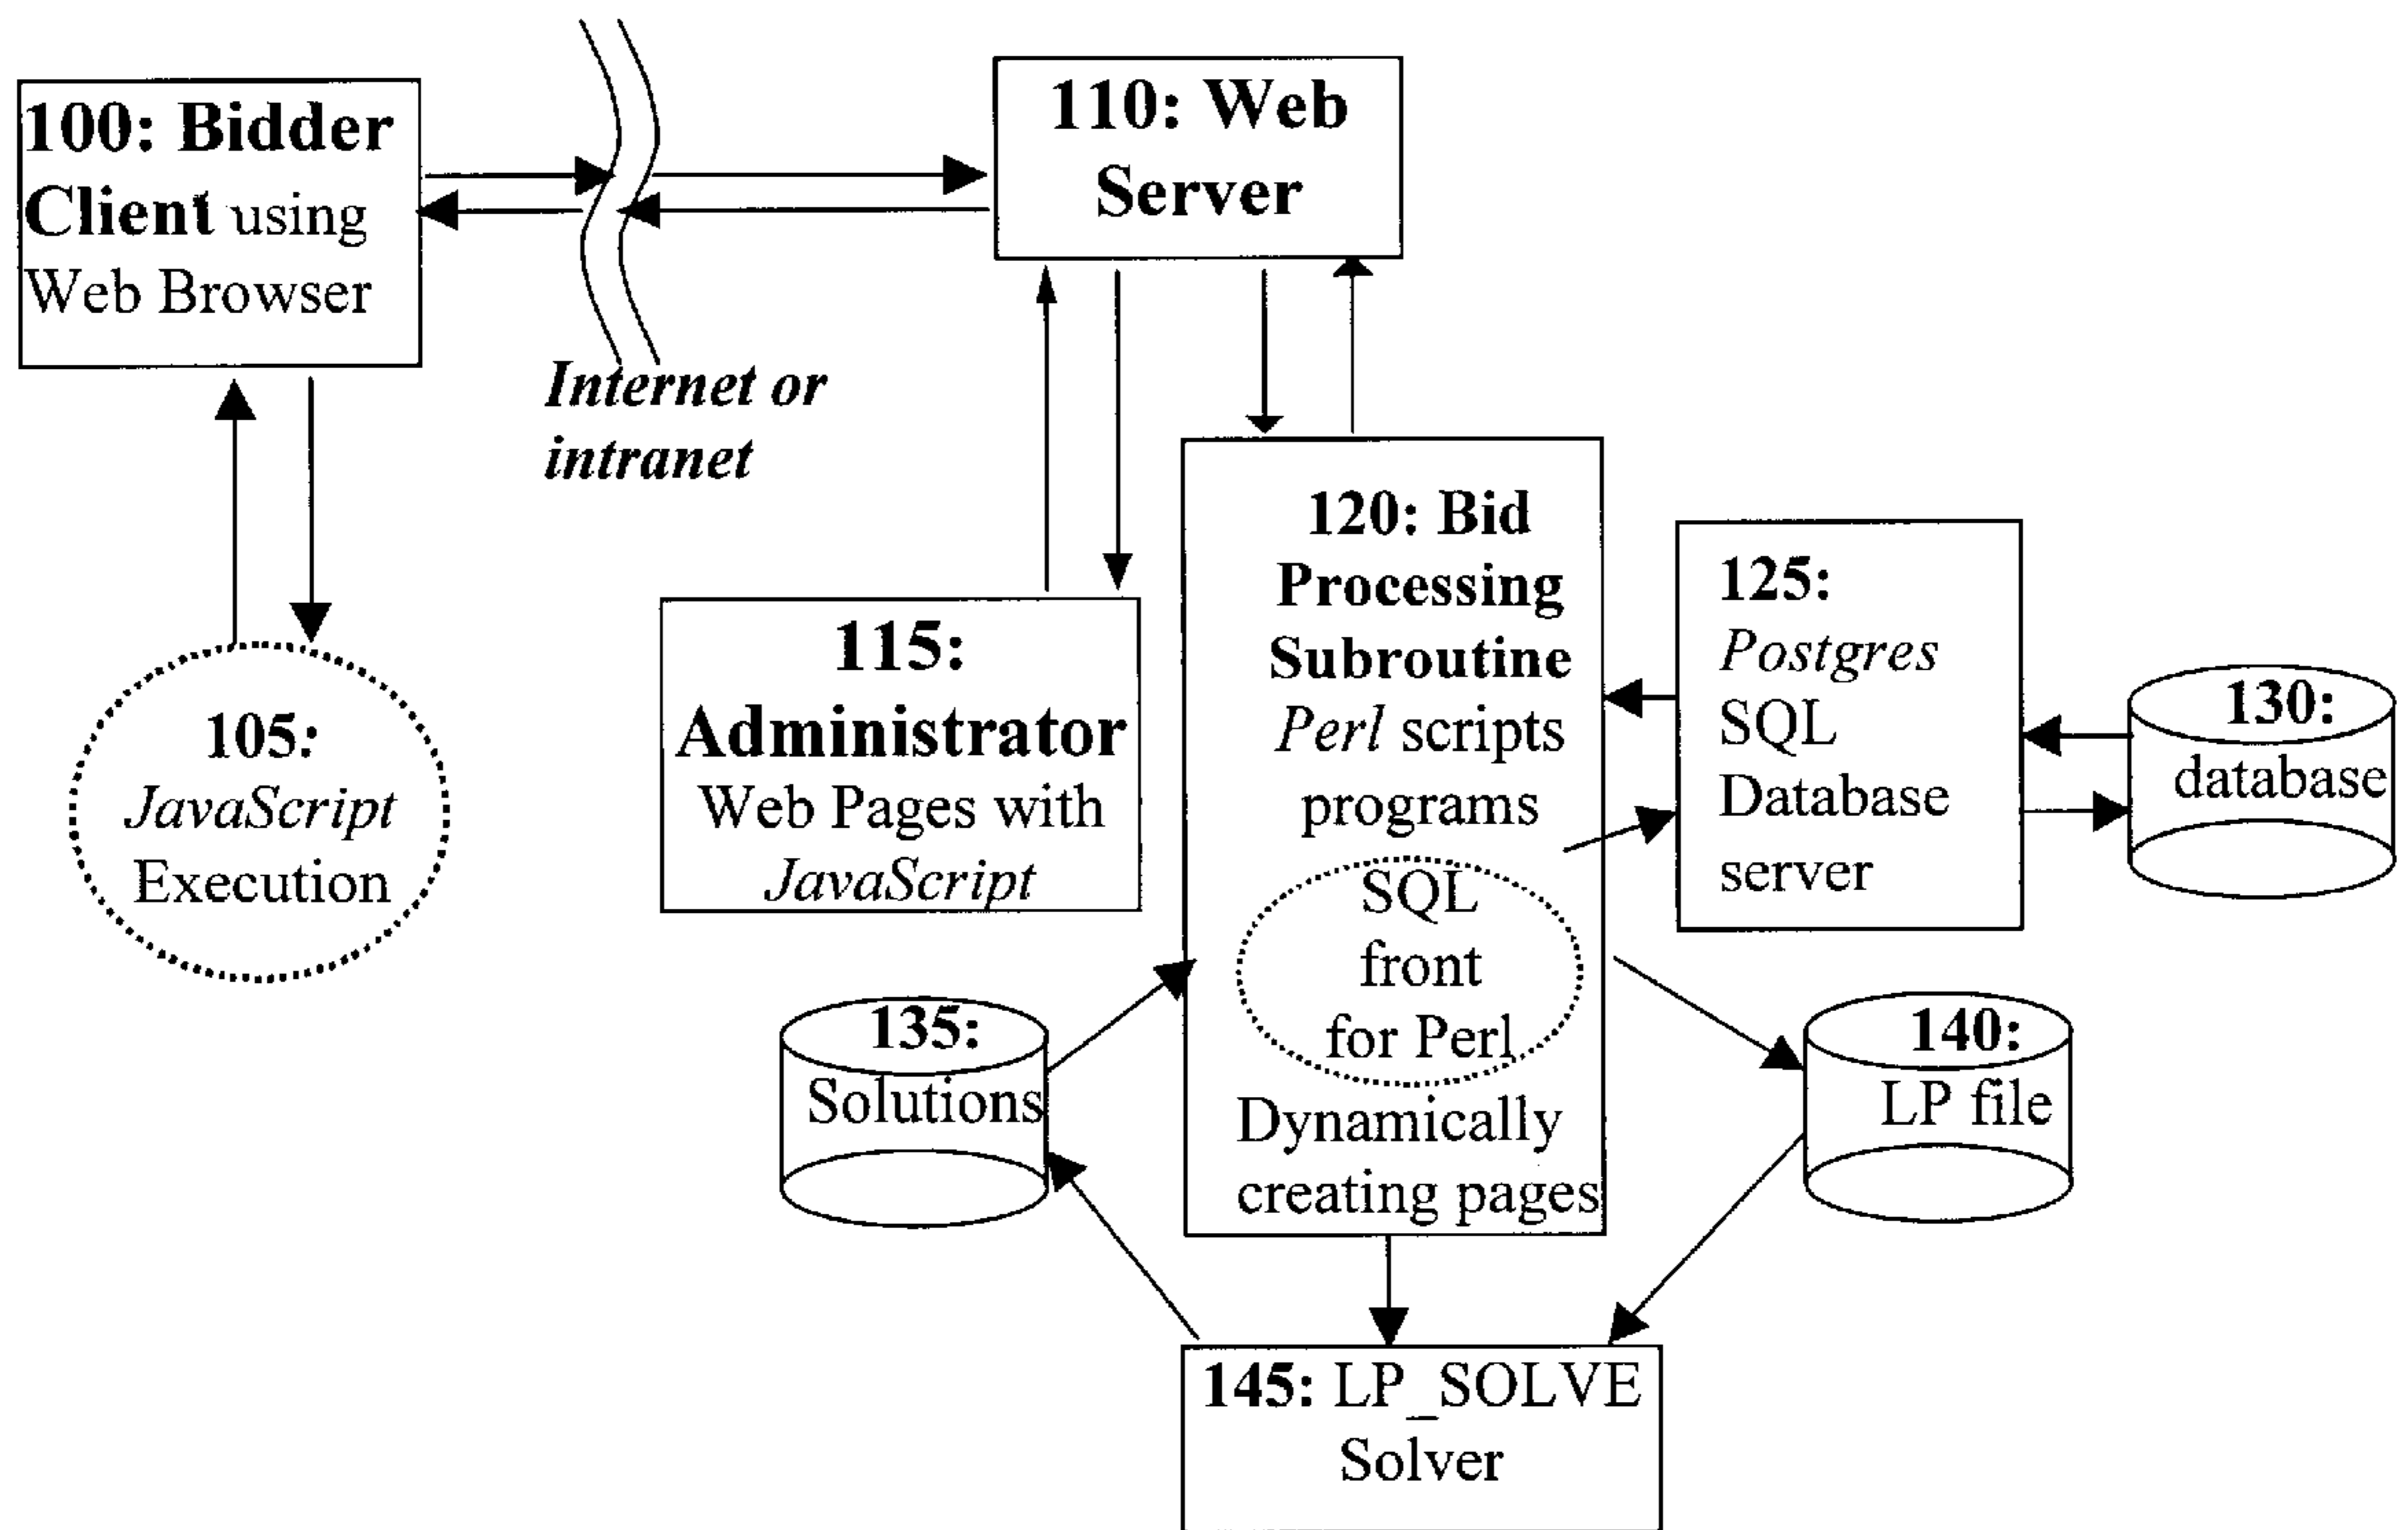 100: Bidder
Client using
Web Browser
110: Web
Server
Internet or
intranet
105:
JavaScript
Execution
115:
Administrator
Web Pages with
JavaScript
120: Bid
Processing
Subroutine
Perl scripts
programs
SQL
front
for Perl
Dynamically
creating pages
125:
Postgres
SQL
Database
server
130:
database
135:
Solutions
140:
LP file
145: LP_SOLVE
Solver